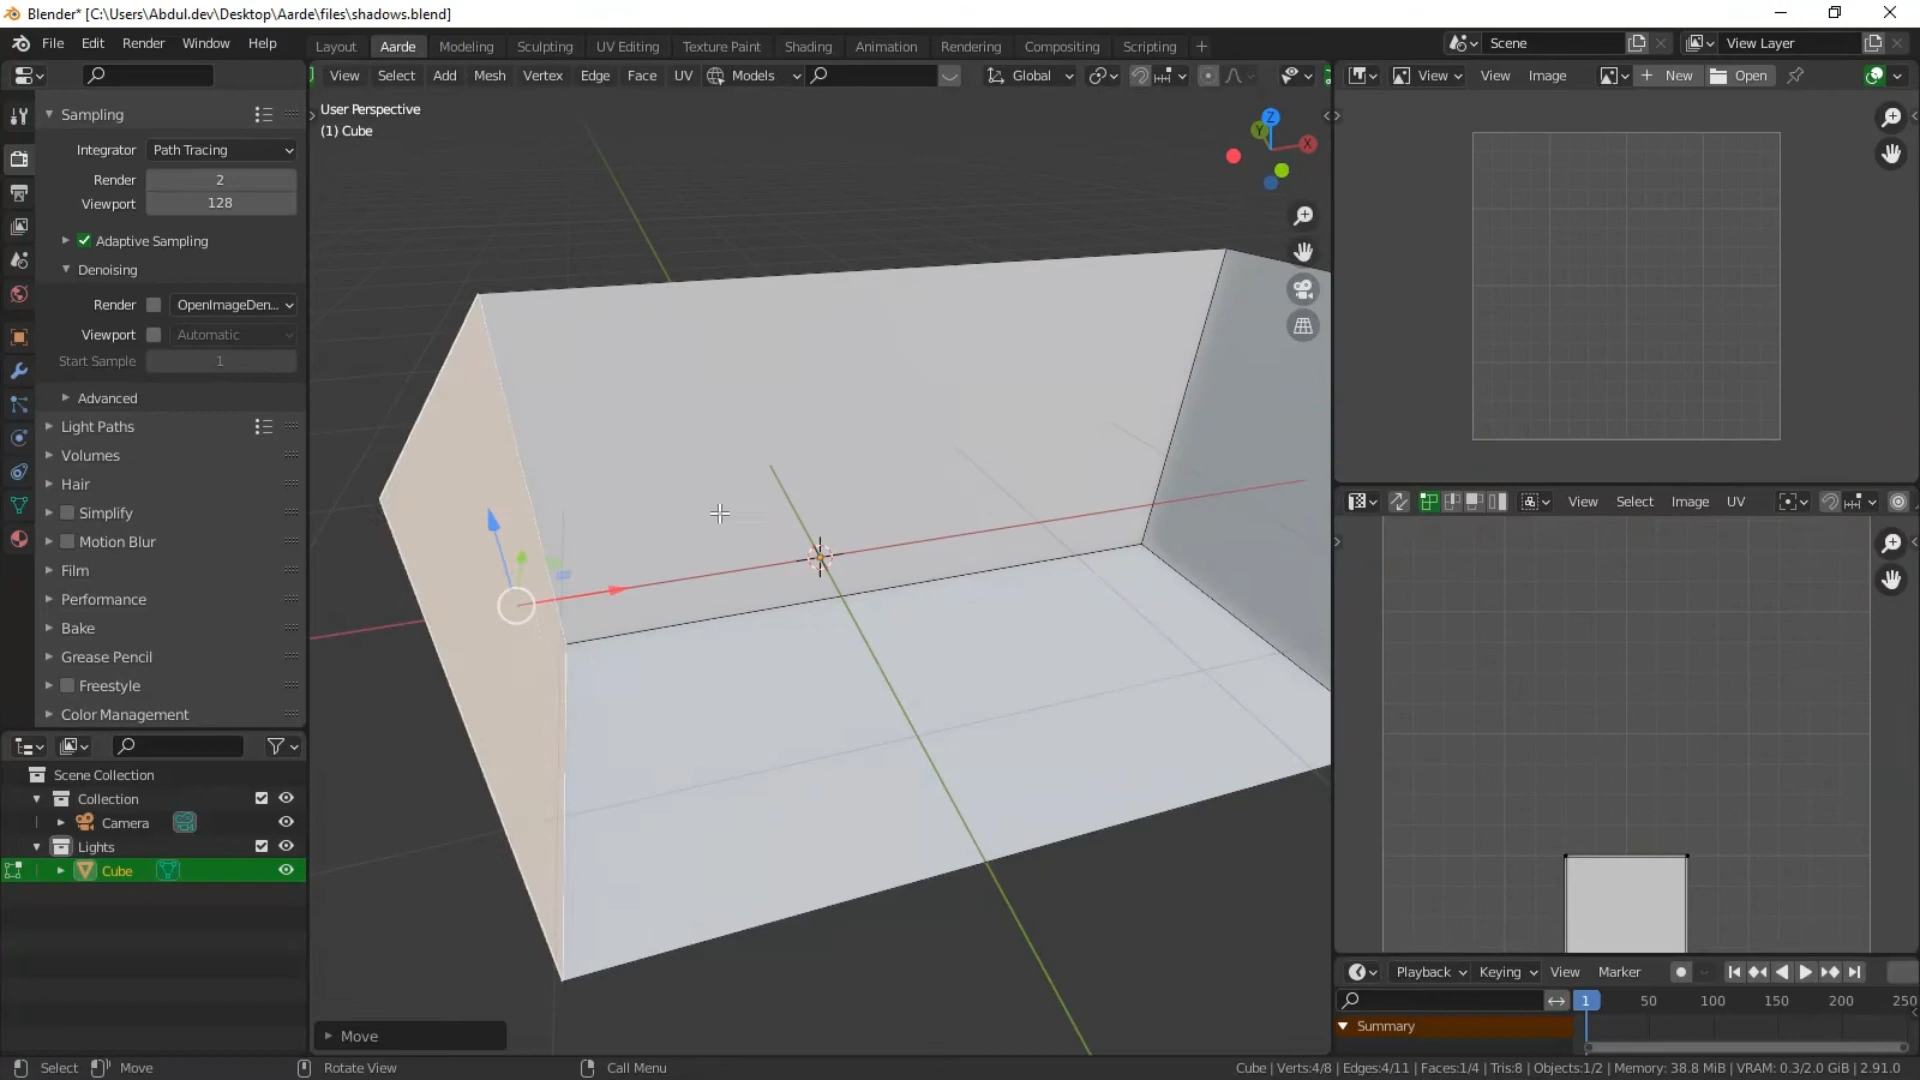 Blender* [C:\Users\Abdul.dev\Desktop\Aarde\files\shadows.blend]
File Edit Render Window Help
Layout Aarde Modeling Sculpting UV Editing Texture Paint Shading Animation Rendering Compositing Scripting +
Scene
View Layer
View Select Add Mesh Vertex Edge Face UV Models Global
View View Image + New Open
User Perspective
(1) Cube
Z
Y
X
Sampling
Integrator Path Tracing
Render 2
Viewport 128
Adaptive Sampling
Denoising
Render OpenImageDen...
Viewport Automatic
Start Sample 1
Advanced
Light Paths
Volumes
Hair
Simplify
Motion Blur
Film
Performance
Bake
Grease Pencil
Freestyle
Color Management
View Select Image UV
Scene Collection
Collection
Camera
Lights
Cube
Move
Playback Keying View Marker
1 50 100 150 200 250
Summary
Select Move Rotate View Call Menu
Cube | Verts:4/8 | Edges:4/11 | Faces:1/4 | Tris:8 | Objects:1/2 | Memory: 38.8 MiB | VRAM: 0.3/2.0 GiB | 2.91.0